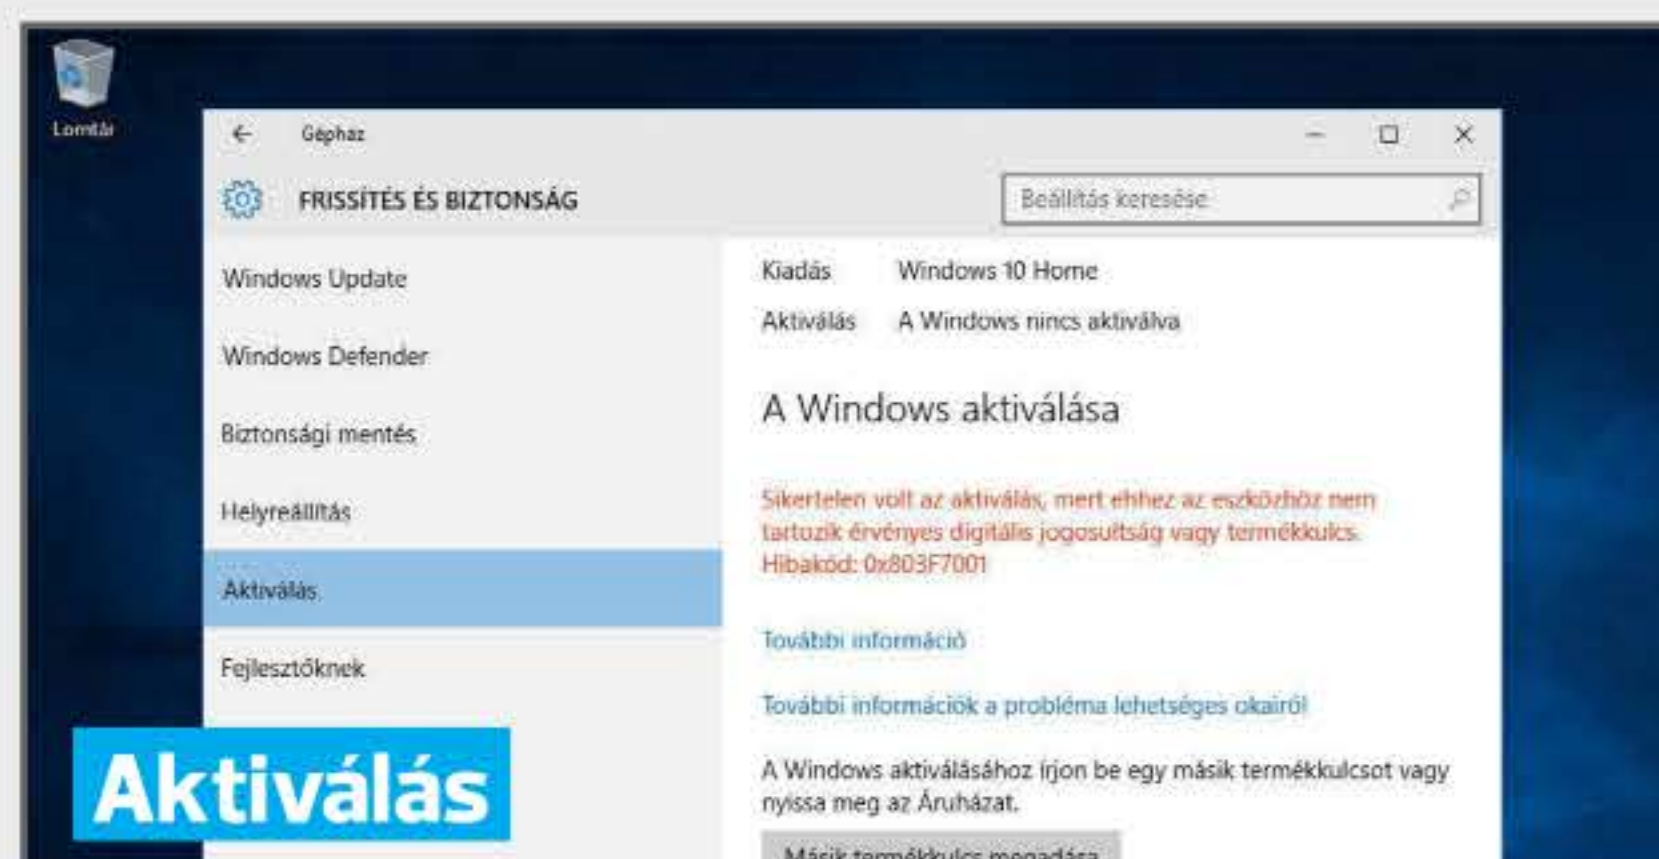 Lomtár
Gépház
FRISSÍTÉS ÉS BIZTONSÁG
Beállítás keresése
Windows Update
Windows Defender
Biztonsági mentés
Helyreállítás
Aktiválás
Fejlesztőknek
Kiadás Windows 10 Home
Aktiválás A Windows nincs aktiválva
A Windows aktiválása
Sikertelen volt az aktiválás, mert ehhez az eszközhöz nem
tartozik érvényes digitális jogosultság vagy termékkulcs.
Hibakód: 0x803F7001
További információ
További információk a probléma lehetséges okairól
A Windows aktiválásához írjon be egy másik termékkulcsot vagy
nyissa meg az Áruházat.
Másik termékkulcs megadása
Aktiválás